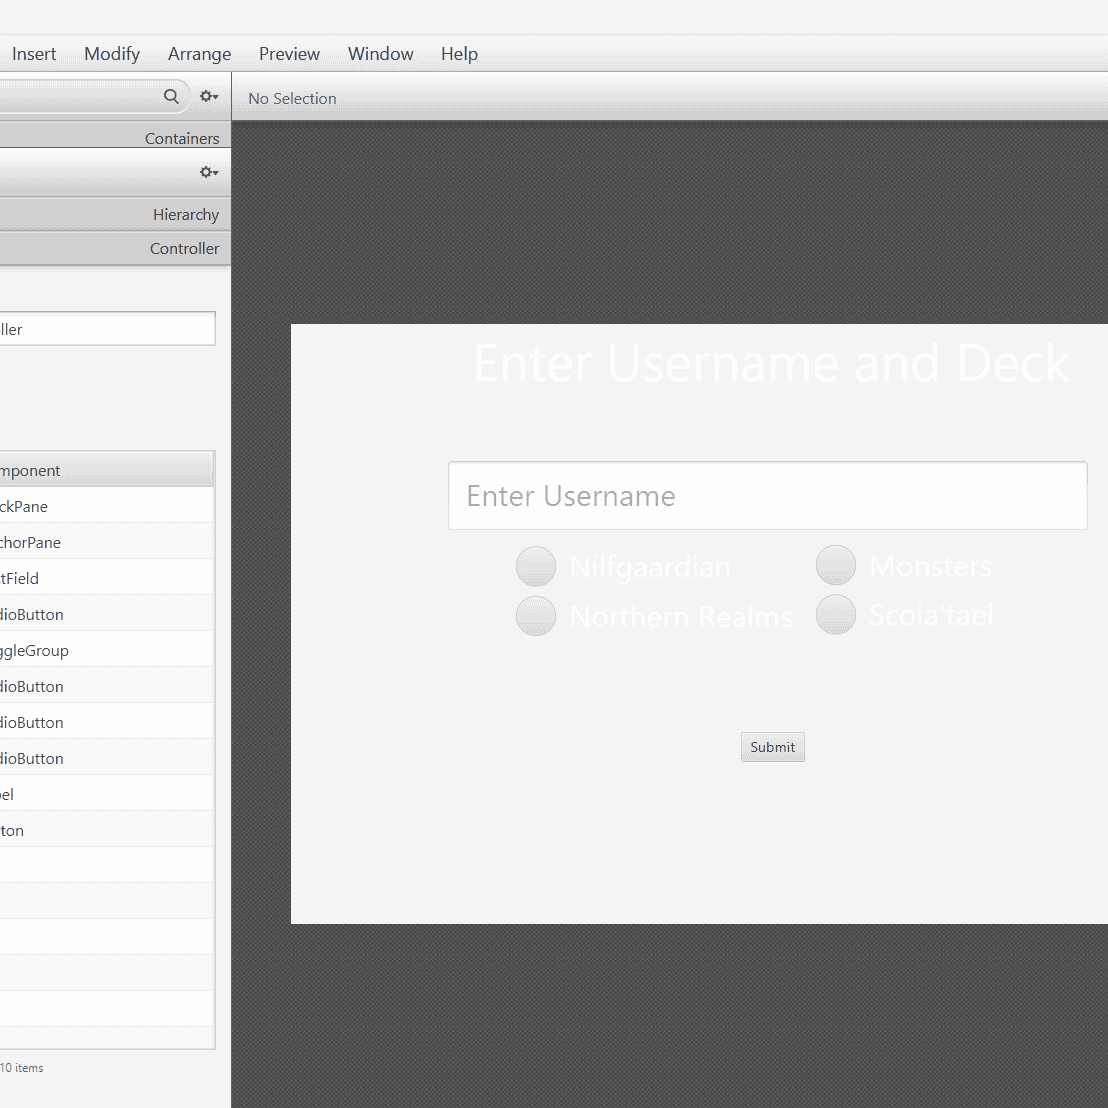 Insert Modify Arrange Preview Window Help
No Selection
Containers
Hierarchy
Controller
ller
mponent
ckPane
chorPane
tField
dioButton
ggleGroup
dioButton
dioButton
dioButton
bel
ton
10 items
Enter Username and Deck
Enter Username
Nilfgaardian Monsters
Northern Realms Scoia'tael
Submit